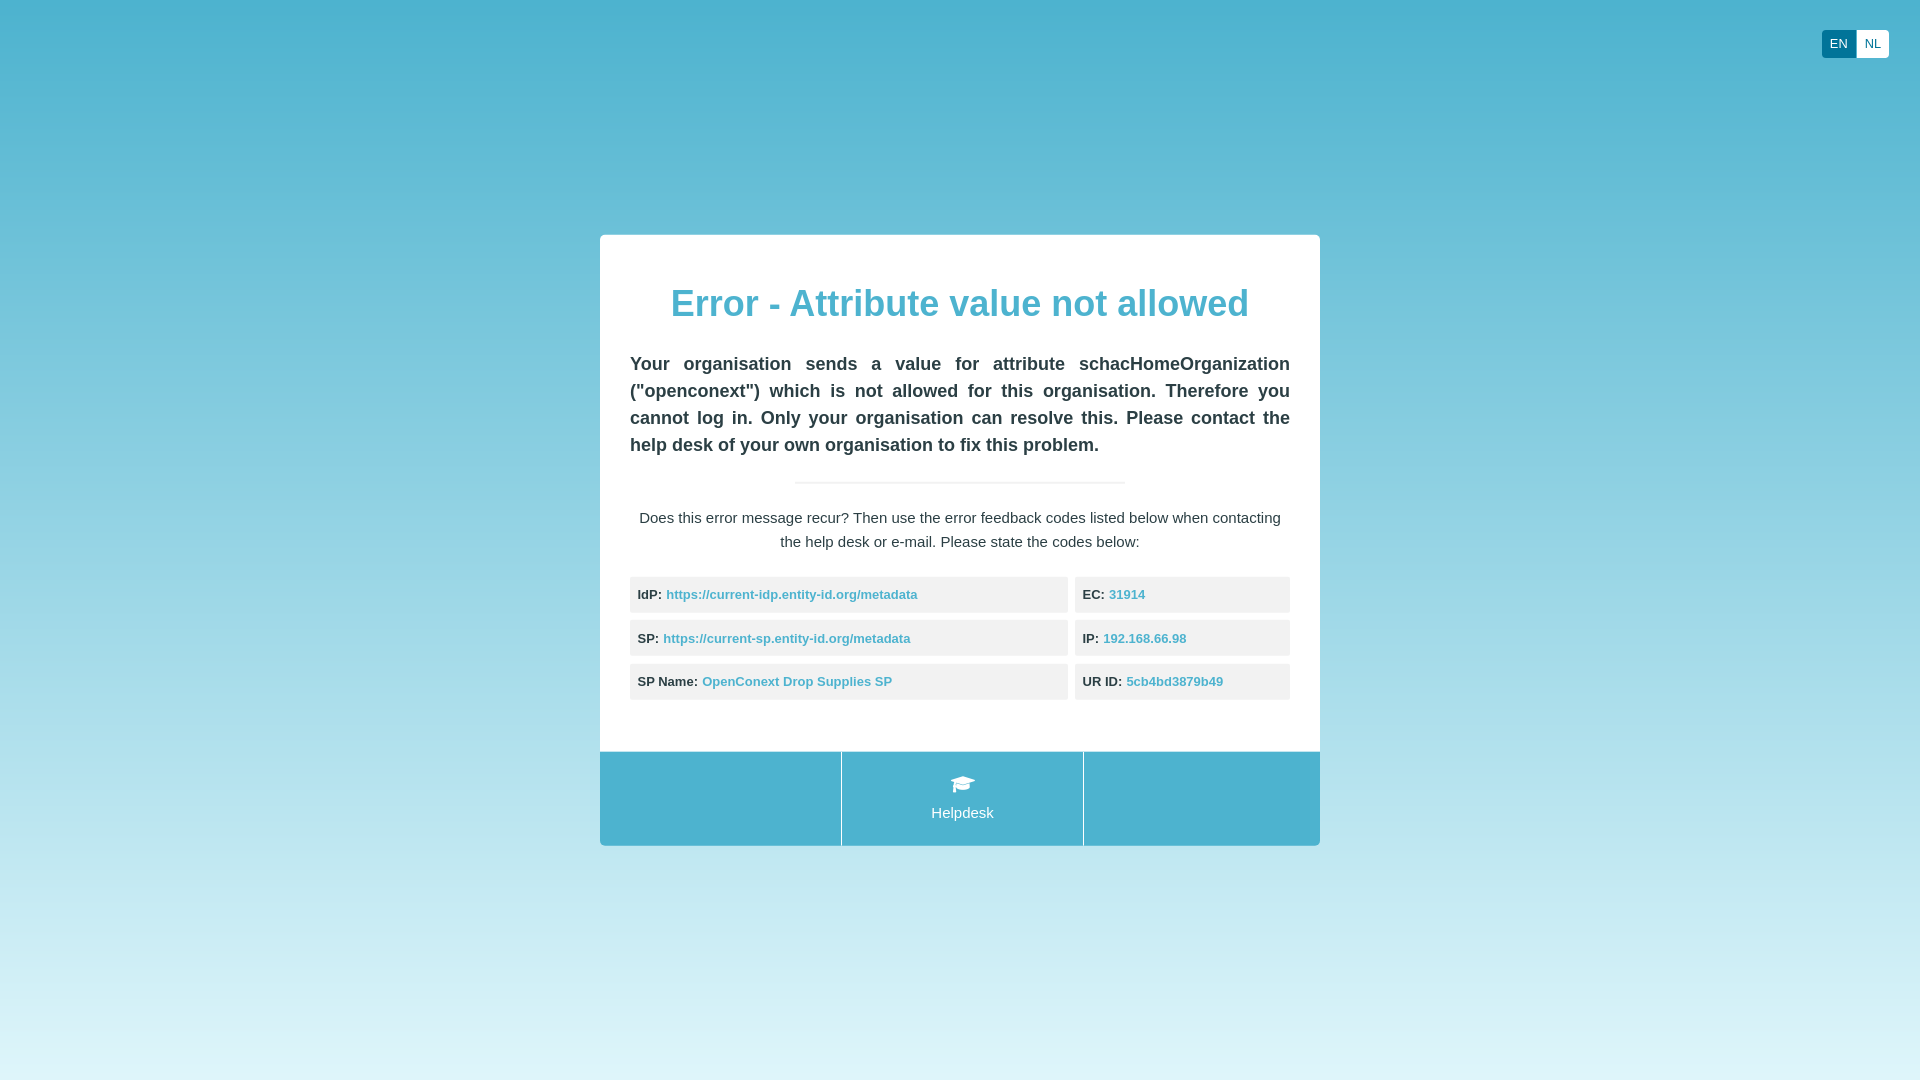 EN NL
Error - Attribute value not allowed
Your organisation sends a value for attribute schacHomeOrganization
("openconext") which is not allowed for this organisation. Therefore you
cannot log in. Only your organisation can resolve this. Please contact the
help desk of your own organisation to fix this problem.
Does this error message recur? Then use the error feedback codes listed below when contacting
the help desk or e-mail. Please state the codes below:
IdP: https://current-idp.entity-id.org/metadata
EC: 31914
SP: https://current-sp.entity-id.org/metadata
IP: 192.168.66.98
SP Name: OpenConext Drop Supplies SP
UR ID: 5cb4bd3879b49
Helpdesk